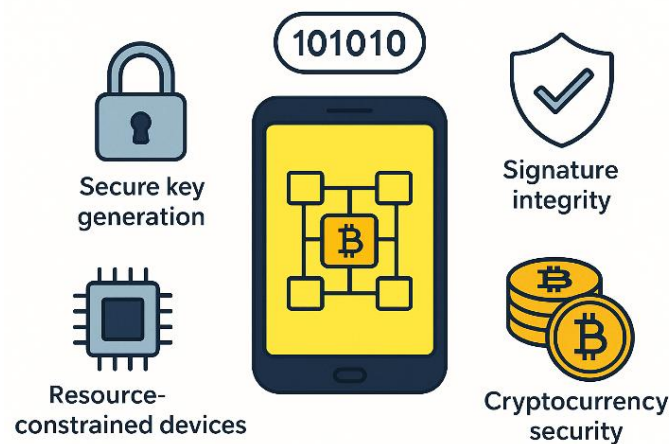 101010
Secure key
generation
Signature
integrity
Resource-
constrained devices
Cryptocurrency
security